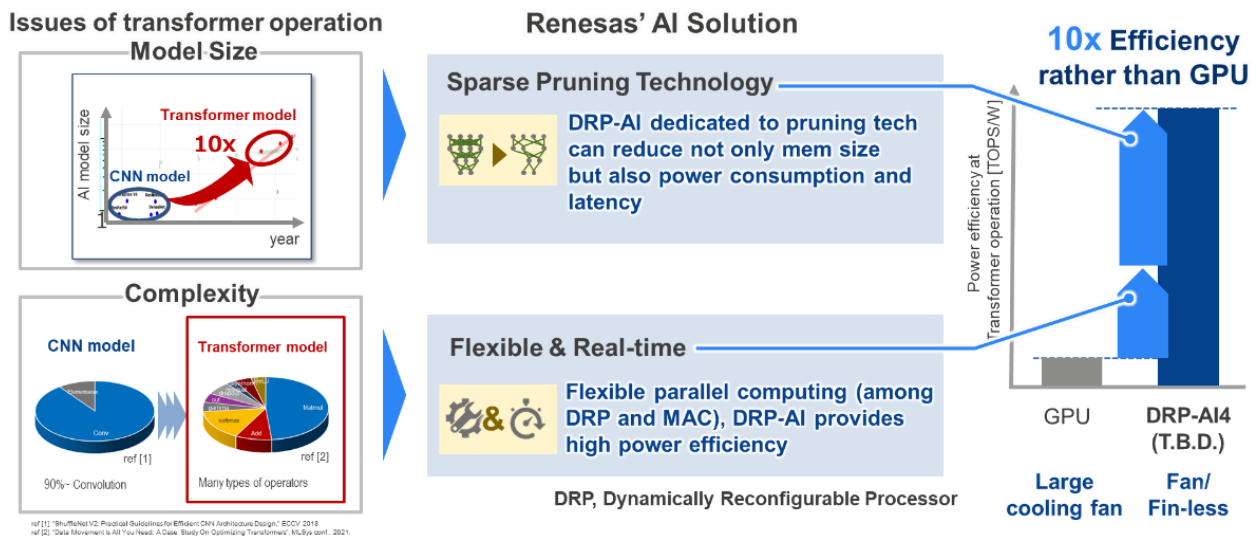 Issues of transformer operation
Model Size
AI model size
Transformer model
10x
CNN model
1
year
Complexity
CNN model
Elementwise
Conv
ref [1]
90%~ Convolution
Transformer model
Matmul
Add
softmax
ref [2]
Many types of operators
ref [1]. "ShuffleNet V2: Practical Guidelines for Efficient CNN Architecture Design," ECCV 2018
ref [2]. "Data Movement Is All You Need: A Case Study On Optimizing Transformers", MLSys conf., 2021.
Renesas' AI Solution
Sparse Pruning Technology
DRP-AI dedicated to pruning tech
can reduce not only mem size
but also power consumption and
latency
Flexible & Real-time
&
Flexible parallel computing (among
DRP and MAC), DRP-AI provides
high power efficiency
DRP, Dynamically Reconfigurable Processor
10x Efficiency
rather than GPU
Power efficiency at
Transformer operation [TOPS/W]
GPU
DRP-AI4
(T.B.D.)
Large
cooling fan
Fan/
Fin-less